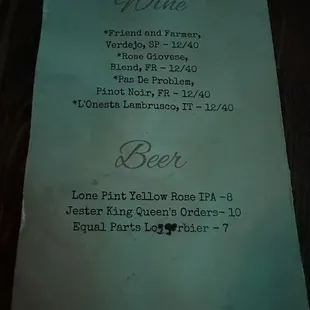 Wine
*Friend and Farmer,
Verdejo, SP - 12/40
*Rose Giovese,
Blend, FR - 12/40
*Pas De Problem,
Pinot Noir, FR - 12/40
*L'Onesta Lambrusco, IT - 12/40
Beer
Lone Pint Yellow Rose IPA -8
Jester King Queen's Orders- 10
Equal Parts Loggerbier - 7